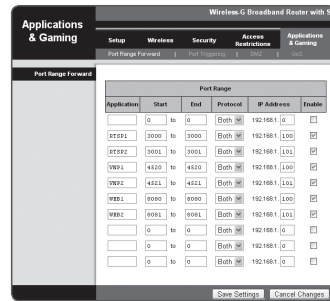 Wireless-G Broadband Router with S
Applications
& Gaming
Setup
Wireless
Security
Access
Restrictions
Applications
& Gaming
Port Range Forward | Port Triggering | DMZ | QoS
Port Range Forward
Port Range
Application Start End Protocol IP Address Enable
0 to 0 Both 192.168.1. 0
RTSP1 3000 to 3000 Both 192.168.1. 100
RTSP2 3001 to 3001 Both 192.168.1. 101
VNP1 4520 to 4520 Both 192.168.1. 100
VNP2 4521 to 4521 Both 192.168.1. 101
WEB1 8080 to 8080 Both 192.168.1. 100
WEB2 8081 to 8081 Both 192.168.1. 101
0 to 0 Both 192.168.1. 0
0 to 0 Both 192.168.1. 0
0 to 0 Both 192.168.1. 0
Save Settings Cancel Changes